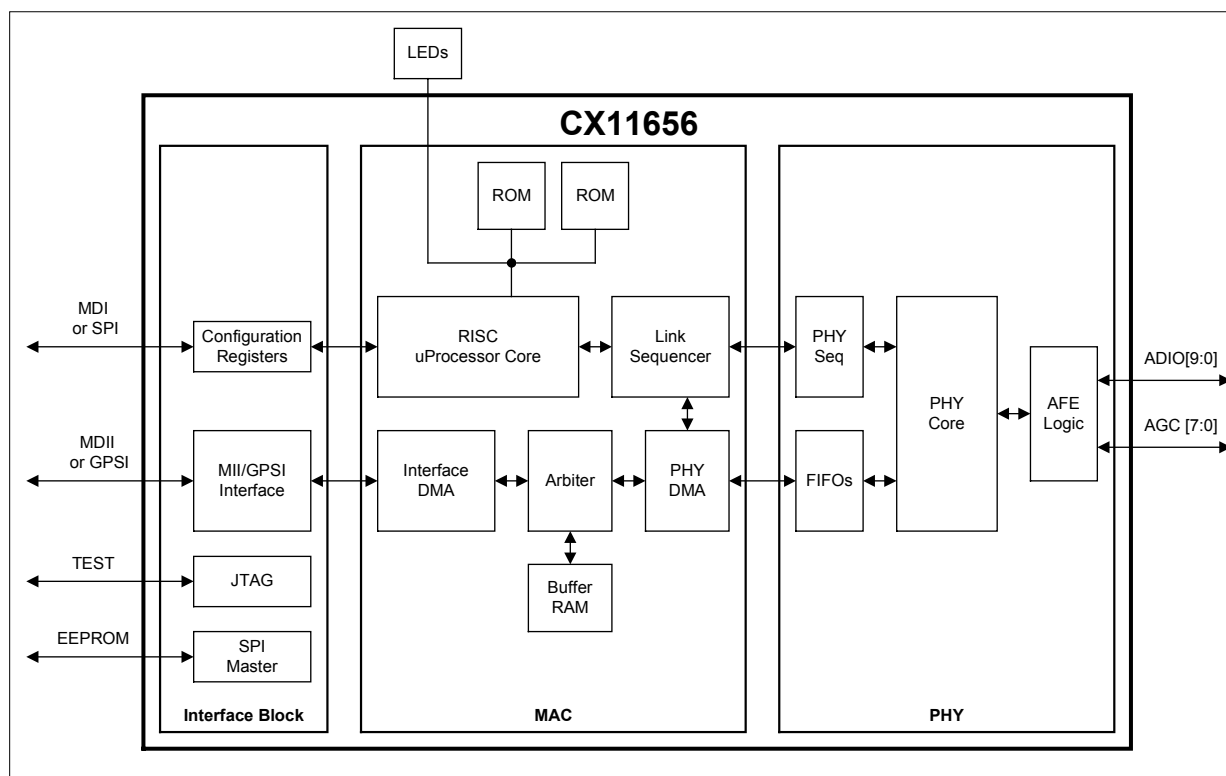 LEDs
CX11656
ROM
ROM
MDI
or SPI
Configuration
Registers
RISC
uProcessor Core
Link
Sequencer
PHY
Seq
PHY
Core
AFE
Logic
ADIO[9:0]
AGC [7:0]
MDII
or GPSI
MII/GPSI
Interface
Interface
DMA
Arbiter
PHY
DMA
FIFOs
TEST
JTAG
Buffer
RAM
EEPROM
SPI
Master
Interface Block
MAC
PHY